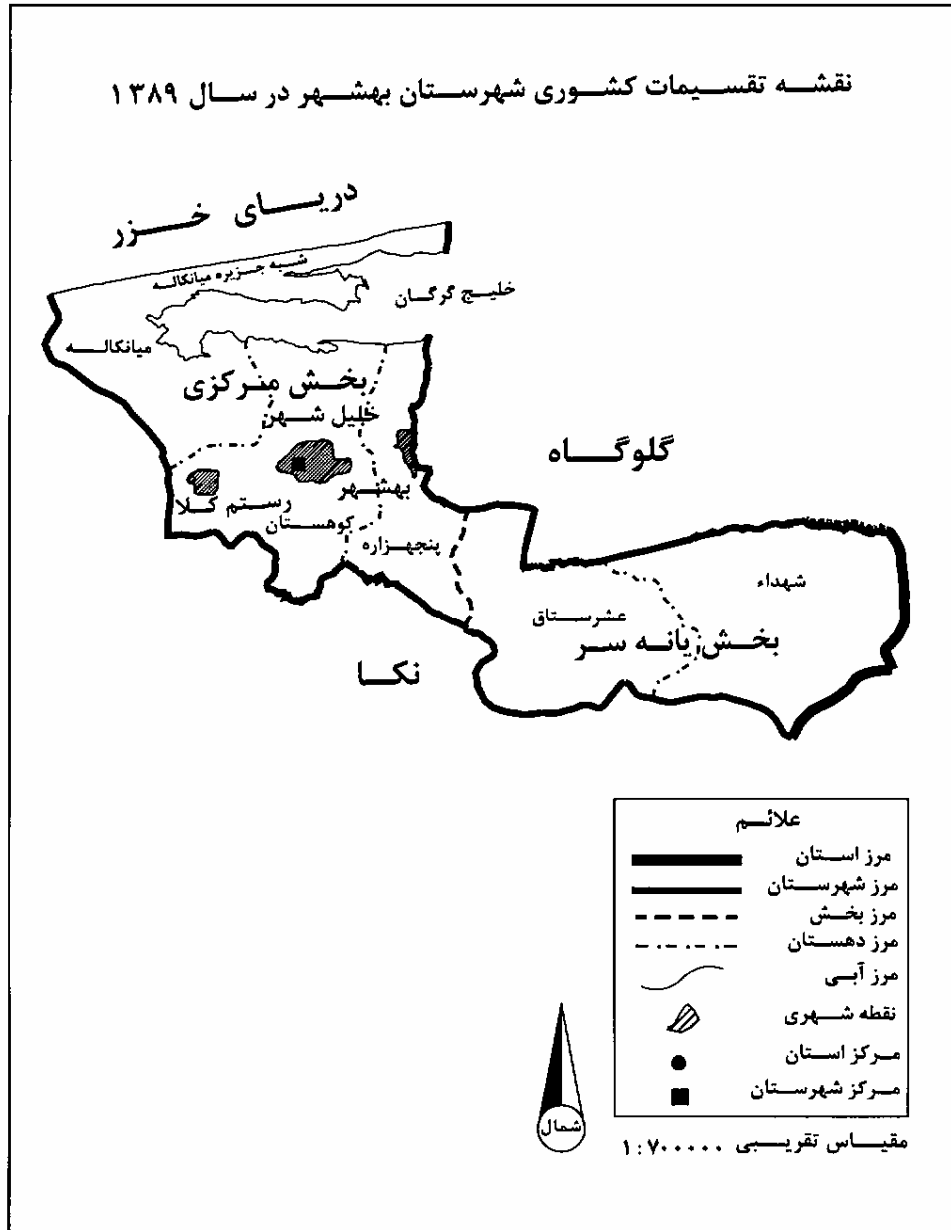 نقشه تقسیمات کشوری شهرستان بهشهر در سال ۱۳۸۹
دریای خزر
شبه جزیره میانکاله
خلیج گرگان
میانکاله
بخش مرکزی
خلیل شهر
گلوگاه
بهشهر
رستم کلا
کوهستان
پنجهزاره
شهداء
عشرستاق
بخش یانه سر
نکا
علائم
مرز استان
مرز شهرستان
مرز بخش
مرز دهستان
مرز آبی
نقطه شهری
مرکز استان
مرکز شهرستان
شمال
مقیاس تقریبی ۱:۷۰۰۰۰۰